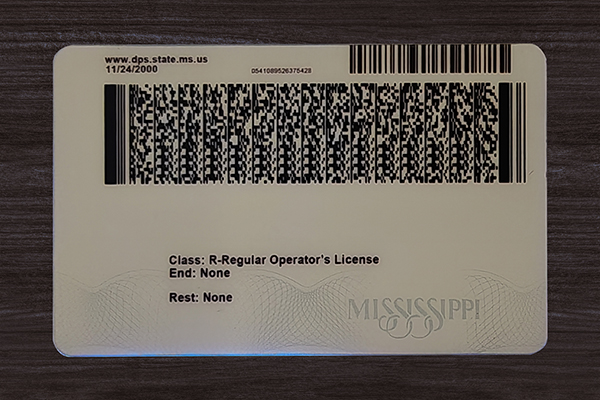 www.dps.state.ms.us
11/24/2000
0541089526375428
Class: R-Regular Operator's License
End: None
Rest: None
MISSISSIPPI